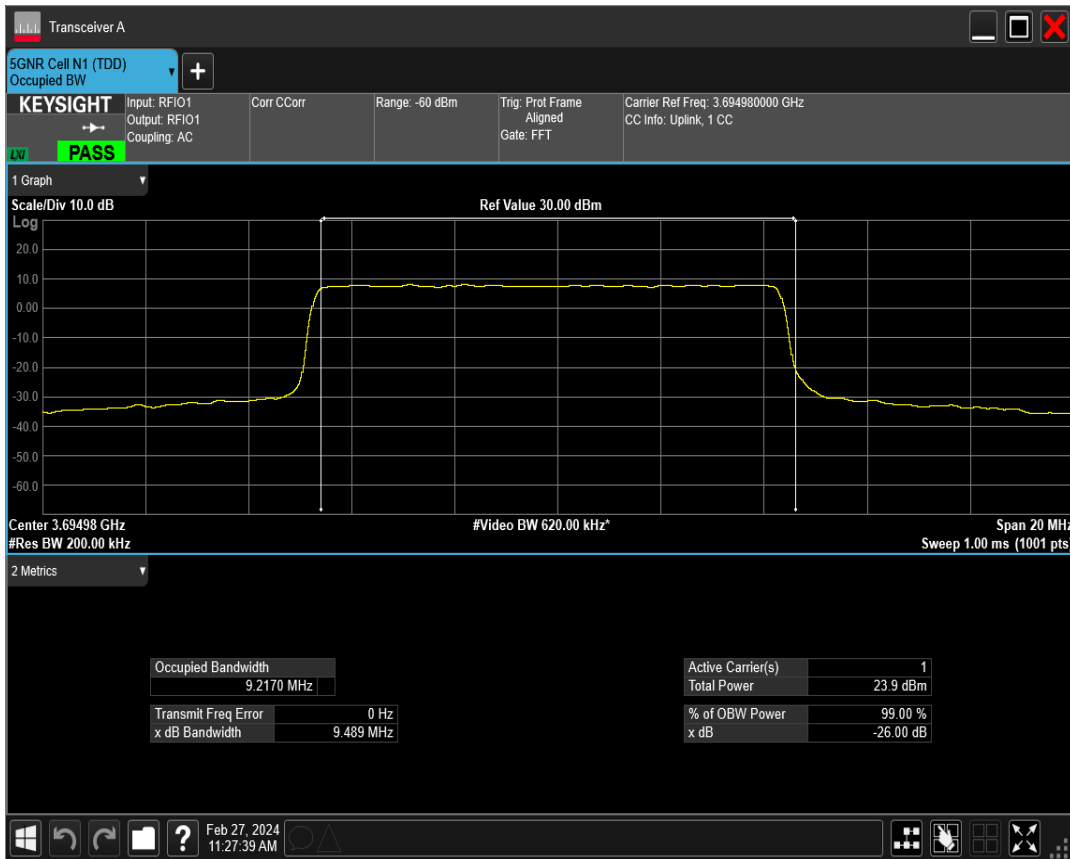 Transceiver A
5GNR Cell N1 (TDD)
Occupied BW
+
KEYSIGHT
LXI
PASS
Input: RFIO1
Output: RFIO1
Coupling: AC
Corr CCorr
Range: -60 dBm
Trig: Prot Frame
Aligned
Gate: FFT
Carrier Ref Freq: 3.694980000 GHz
CC Info: Uplink, 1 CC
1 Graph
Scale/Div 10.0 dB
Ref Value 30.00 dBm
Log
20.0
10.0
0.00
-10.0
-20.0
-30.0
-40.0
-50.0
-60.0
Center 3.69498 GHz
#Video BW 620.00 kHz*
Span 20 MHz
#Res BW 200.00 kHz
Sweep 1.00 ms (1001 pts)
2 Metrics
Occupied Bandwidth
9.2170 MHz
Transmit Freq Error 0 Hz
x dB Bandwidth 9.489 MHz
Active Carrier(s) 1
Total Power 23.9 dBm
% of OBW Power 99.00 %
x dB -26.00 dB
?
Feb 27, 2024
11:27:39 AM